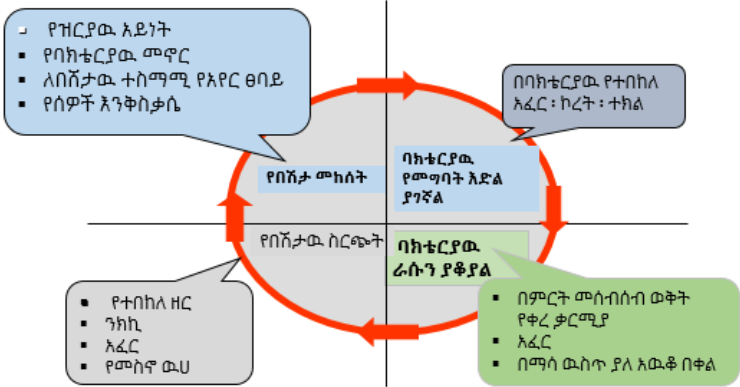 የዝርያዉ አይነት
የባክቴርያዉ መኖር
ለበሽታዉ ተስማሚ የአየር ፀባይ
የሰዎች እንቅስቃሴ
በባክቴርያዉ የተበከለ
አፈር ፡ ኮረት ፡ ተክል
የበሽታ መከሰት
ባክቴርያዉ
የመግባት እድል
ያገኛል
የበሽታዉ ስርጭት
ባክቴርያዉ
ራሱን ያቆያል
የተበከለ ዘር
ንክኪ
አፈር
የመስኖ ዉሀ
በምርት መሰብሰብ ወቅት
የቀረ ቃርሚያ
አፈር
በማሳ ዉስጥ ያለ አዉቆ በቀል